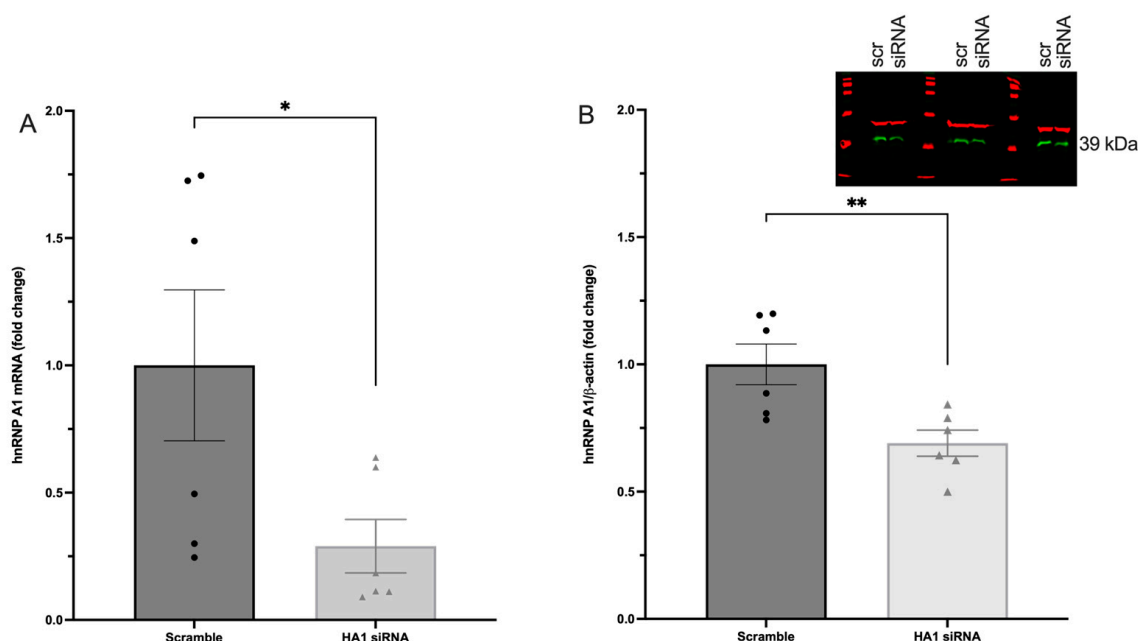 A
hnRNP A1 mRNA (fold change)
2.0
1.5
1.0
0.5
0.0
*
Scramble
HA1 siRNA
B
hnRNP A1/β-actin (fold change)
2.0
1.5
1.0
0.5
0.0
**
Scramble
HA1 siRNA
scr
siRNA
scr
siRNA
scr
siRNA
39 kDa